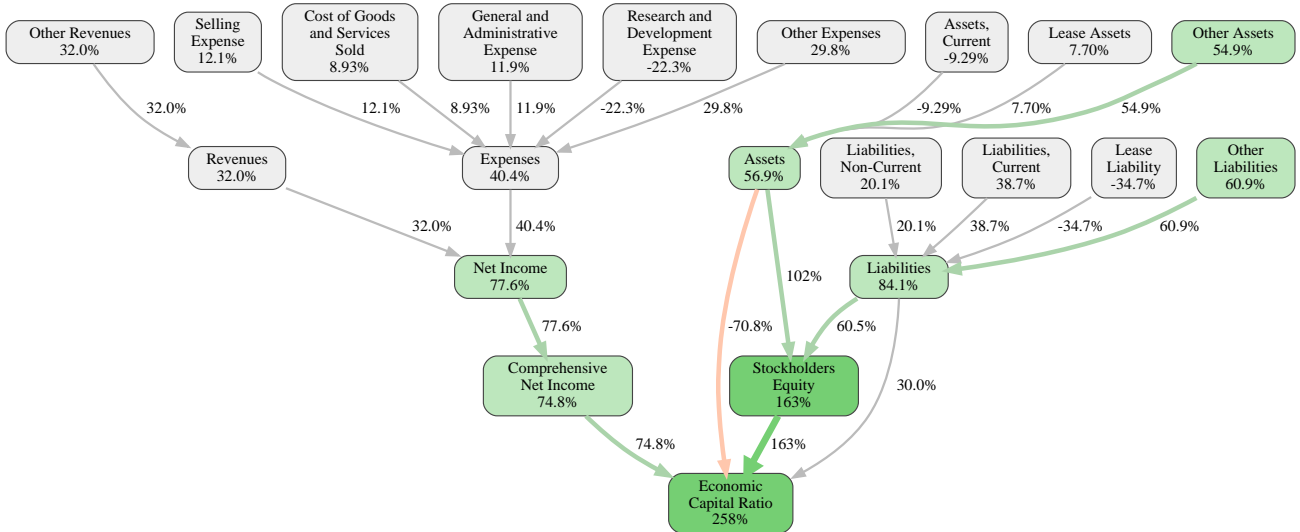 Other Revenues
32.0%
Selling
Expense
12.1%
Cost of Goods
and Services
Sold
8.93%
General and
Administrative
Expense
11.9%
Research and
Development
Expense
-22.3%
Other Expenses
29.8%
Assets,
Current
-9.29%
Lease Assets
7.70%
Other Assets
54.9%
32.0%
12.1%
8.93%
11.9%
-22.3%
29.8%
-9.29%
7.70%
54.9%
Revenues
32.0%
Expenses
40.4%
Assets
56.9%
Liabilities,
Non-Current
20.1%
Liabilities,
Current
38.7%
Lease
Liability
-34.7%
Other
Liabilities
60.9%
32.0%
40.4%
20.1%
38.7%
-34.7%
60.9%
Net Income
77.6%
102%
Liabilities
84.1%
77.6%
-70.8%
60.5%
Comprehensive
Net Income
74.8%
Stockholders
Equity
163%
30.0%
74.8%
163%
Economic
Capital Ratio
258%